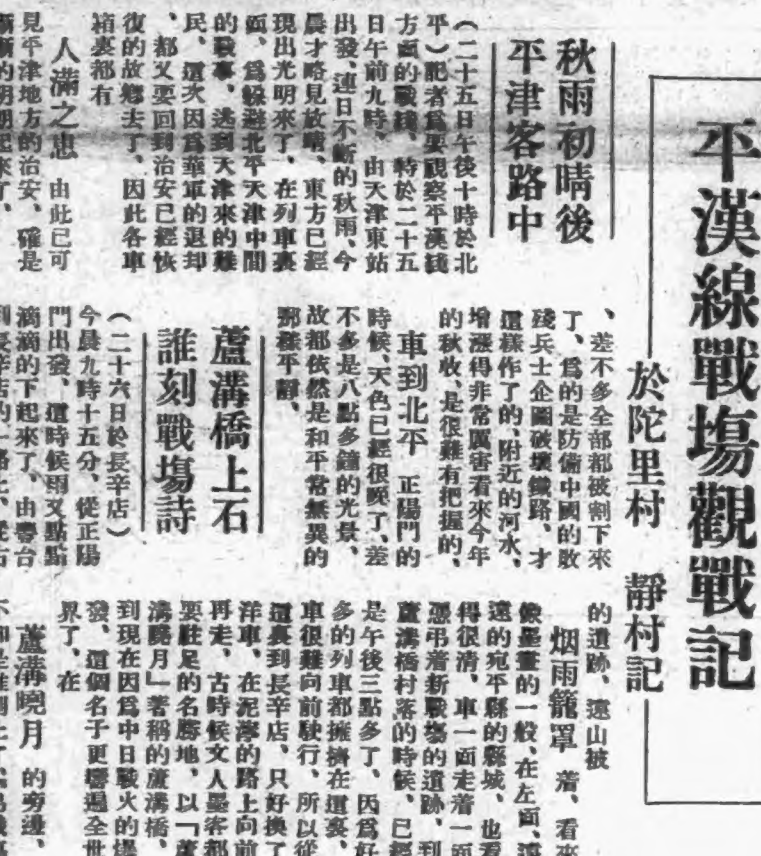 平漢線戰場觀戰記
於陀里村　靜村記
秋雨初晴後
平津客路中
（二十五日午後十時於北
平）記者爲要視察平漢綫
方面的戰綫、特於二十五
日午前九時、由天津東站
出發、連日不斷的秋雨、今
晨才略見放晴、東方已經
現出光明來了、在列車裏
面、爲躲避北平天津中間
的戰事、逃到天津來的難
民、這次因爲華軍的退却
、都又要回到治安已經恢
復的故鄉去了、因此各車
箱裏都有
人滿之患　由此已可
見平津地方的治安、確是
漸漸的明朗起來了、
、差不多全部都被割下來
了、爲的是防備中國的敗
殘兵士企圖破壞鐵路、才
這樣作了的、附近的河水、
增漲得非常厲害看來今年
的秋收、是很難有把握的、
車到北平　正陽門的
時候、天色已經很晚了、差
不多是八點多鐘的光景、
故都依然是和平常無異的
那樣平靜、
蘆溝橋上石
誰刻戰場詩
（二十六日於長辛店）
今晨九時十五分、從正陽
門出發、這時候雨又點點
滴滴的下起來了、由豐台
到長辛店的一路上、從右
的遺跡、遠山被
烟雨籠罩　着、看來
像墨畫的一般、在左面、遠
遠的宛平縣的縣城、也看
得很清、車一面走着一面
憑弔着新戰場的遺跡、到
蘆溝橋村落的時候、已經
是午後三點多了、因爲好
多的列車都擁擠在這裏、
車很難向前駛行、所以從
這裏到長辛店、只好換了
洋車、在泥濘的路上向前
再走、古時候文人墨客都
要駐足的名勝地、以「蘆
溝曉月」著稱的蘆溝橋、
到現在因爲中日戰火的爆
發、這個名子更響遍全世
界了、在
蘆溝曉月　的旁邊、